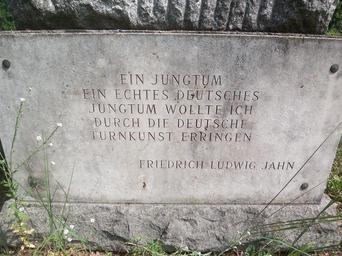 EIN JUNGTUM
EIN ECHTES DEUTSCHES
JUNGTUM WOLLTE ICH
DURCH DIE DEUTSCHE
TURNKUNST ERRINGEN
FRIEDRICH LUDWIG JAHN